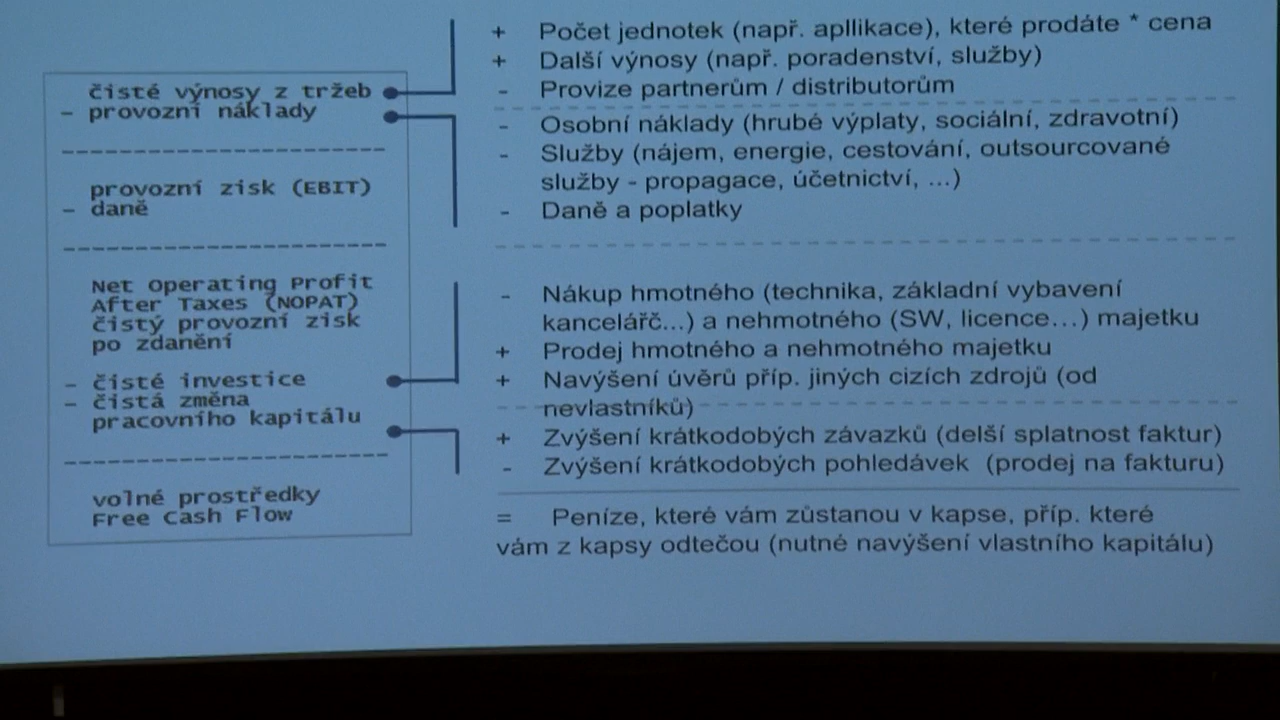 čisté výnosy z tržeb
- provozní náklady
provozní zisk (EBIT)
- daně
Net Operating Profit
After Taxes (NOPAT)
čistý provozní zisk
po zdanění
- čisté investice
- čistá změna
pracovního kapitálu
volné prostředky
Free Cash Flow
+ Počet jednotek (např. apllikace), které prodáte * cena
+ Další výnosy (např. poradenství, služby)
- Provize partnerům / distributorům
- Osobní náklady (hrubé výplaty, sociální, zdravotní)
- Služby (nájem, energie, cestování, outsourcované
služby - propagace, účetnictví, ...)
- Daně a poplatky
- Nákup hmotného (technika, základní vybavení
kancelářč...) a nehmotného (SW, licence...) majetku
+ Prodej hmotného a nehmotného majetku
+ Navýšení úvěrů příp. jiných cizích zdrojů (od
nevlastníků)
+ Zvýšení krátkodobých závazků (delší splatnost faktur)
- Zvýšení krátkodobých pohledávek (prodej na fakturu)
= Peníze, které vám zůstanou v kapse, příp. které
vám z kapsy odtečou (nutné navýšení vlastního kapitálu)